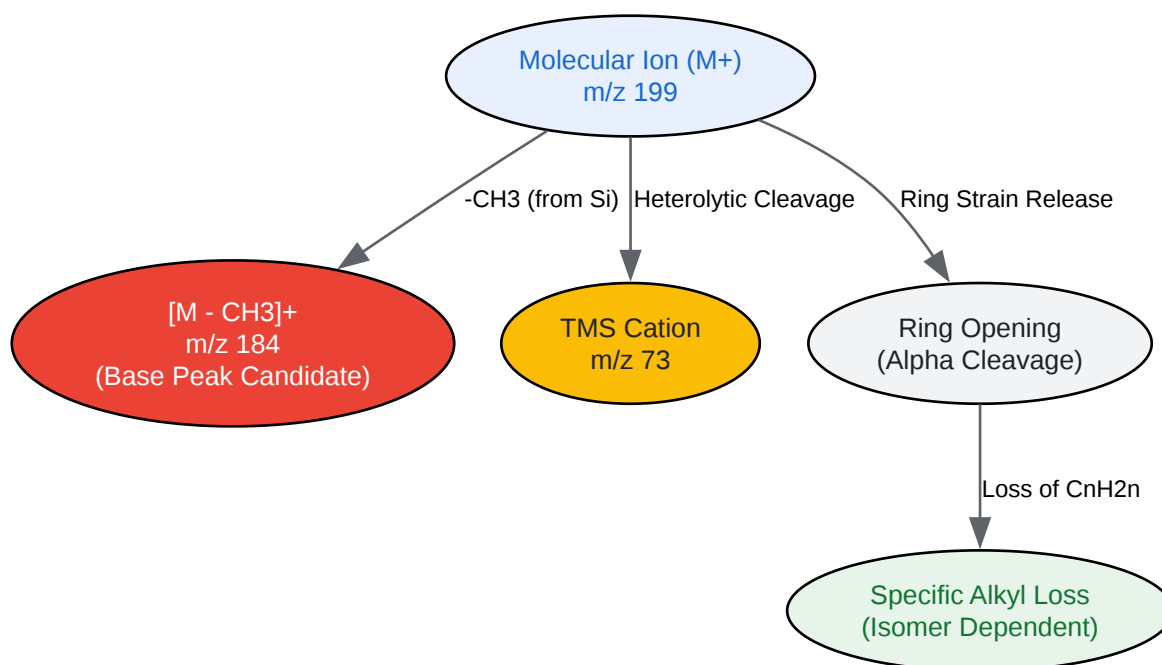 Molecular Ion (M+)
m/z 199
-CH3 (from Si)
Heterolytic Cleavage
Ring Strain Release
[M - CH3]+
m/z 184
(Base Peak Candidate)
TMS Cation
m/z 73
Ring Opening
(Alpha Cleavage)
Loss of CnH2n
Specific Alkyl Loss
(Isomer Dependent)